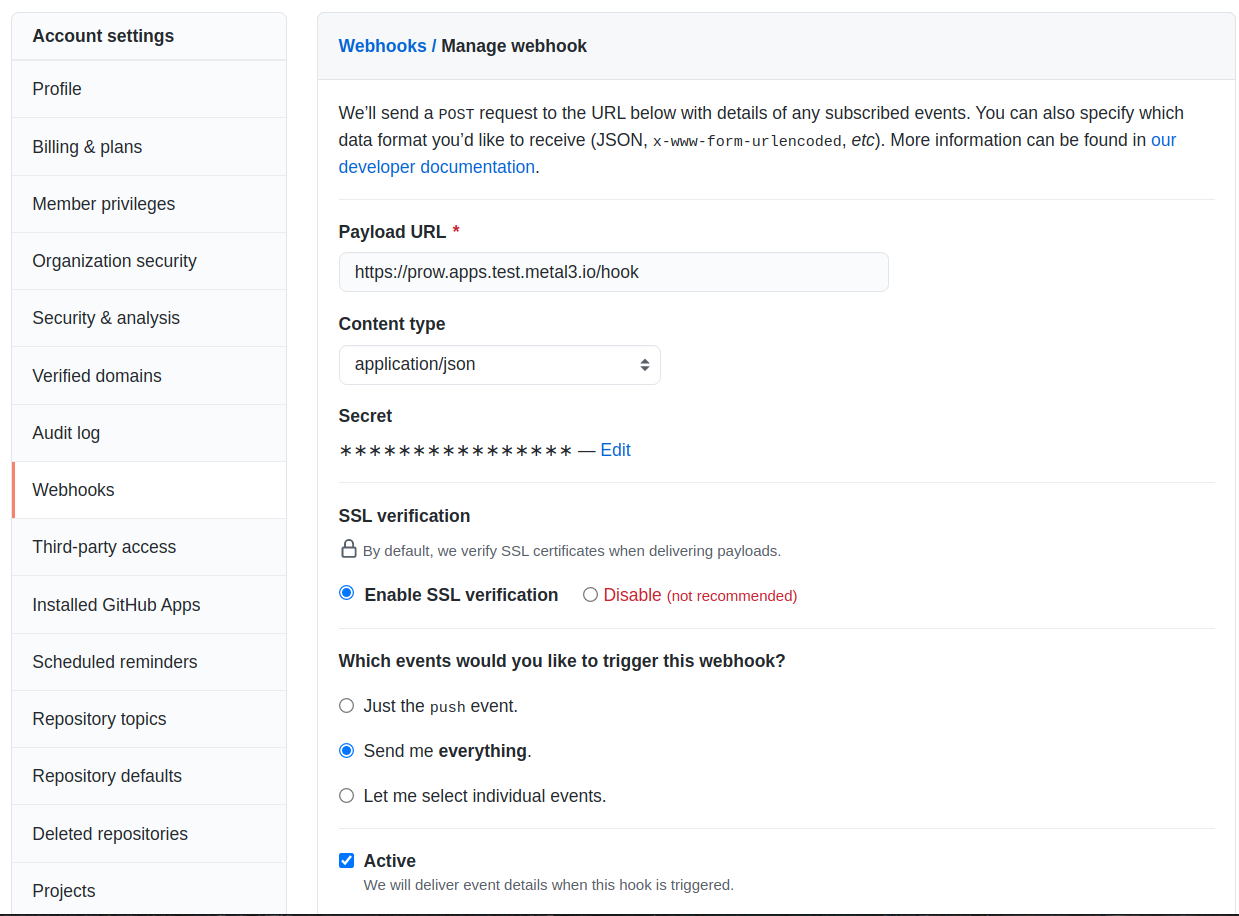 Account settings
Profile
Billing & plans
Member privileges
Organization security
Security & analysis
Verified domains
Audit log
Webhooks
Third-party access
Installed GitHub Apps
Scheduled reminders
Repository topics
Repository defaults
Deleted repositories
Projects
Webhooks / Manage webhook
We’ll send a POST request to the URL below with details of any subscribed events. You can also specify which
data format you’d like to receive (JSON, x-www-form-urlencoded, etc). More information can be found in our
developer documentation.
Payload URL *
https://prow.apps.test.metal3.io/hook
Content type
application/json
Secret
**************** — Edit
SSL verification
By default, we verify SSL certificates when delivering payloads.
Enable SSL verification Disable (not recommended)
Which events would you like to trigger this webhook?
Just the push event.
Send me everything.
Let me select individual events.
Active
We will deliver event details when this hook is triggered.